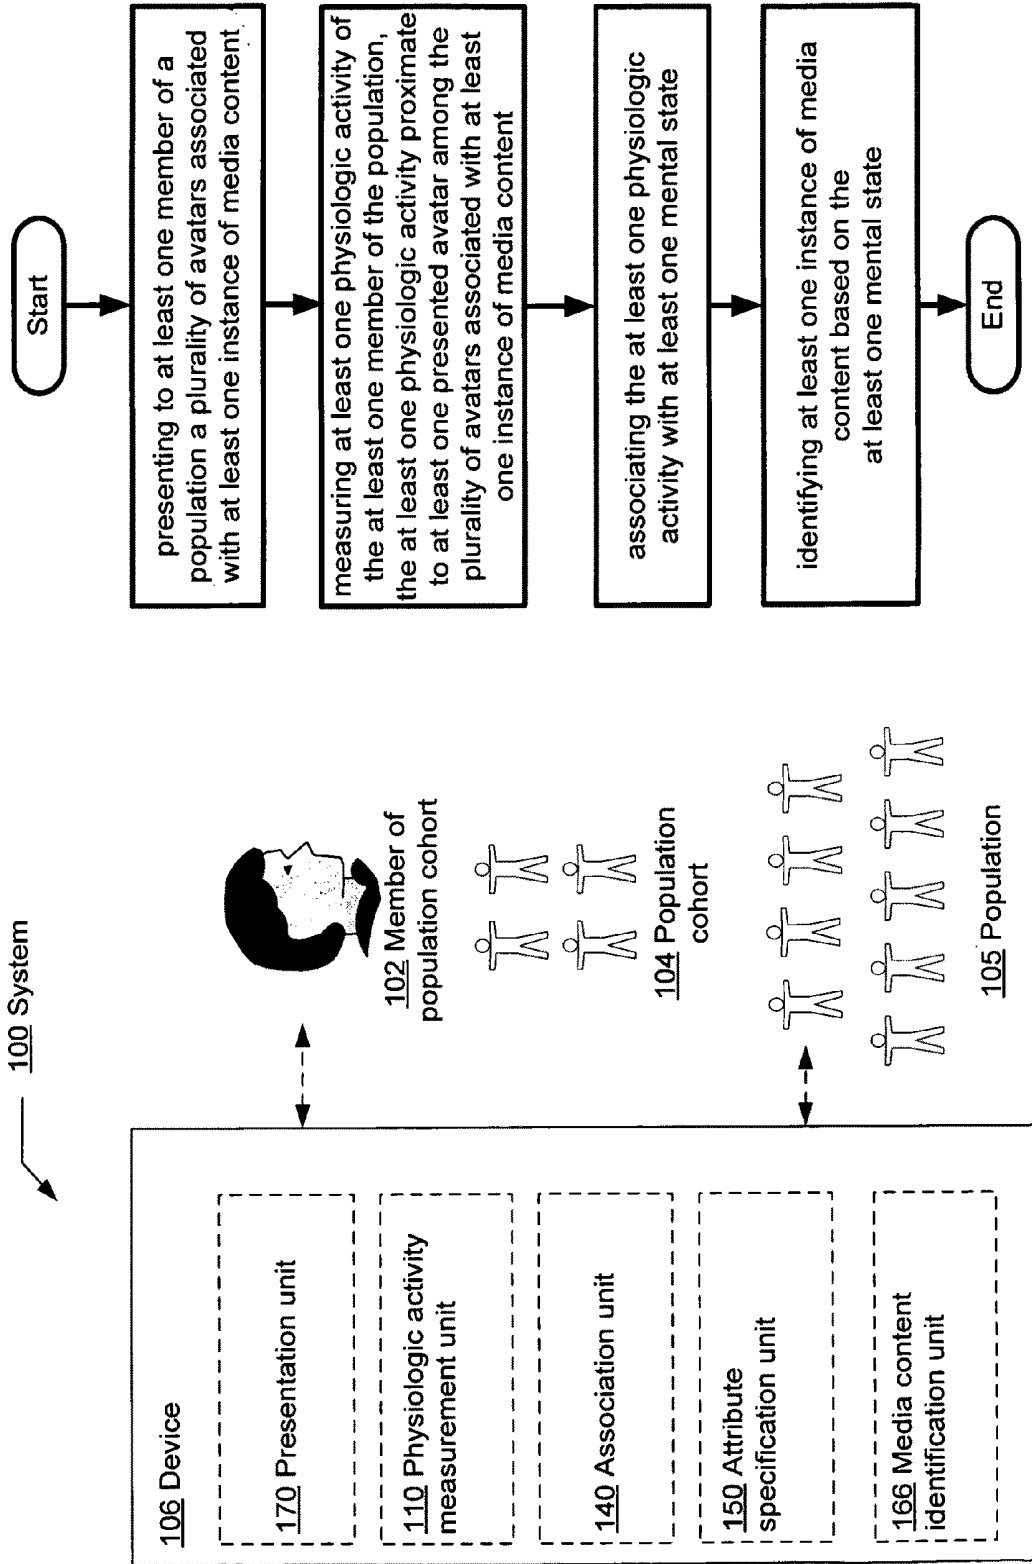 100 System
106 Device
170 Presentation unit
110 Physiologic activity
measurement unit
140 Association unit
150 Attribute
specification unit
166 Media content
identification unit
102 Member of
population cohort
104 Population
cohort
105 Population
Start
presenting to at least one member of a
population a plurality of avatars associated
with at least one instance of media content
measuring at least one physiologic activity of
the at least one member of the population,
the at least one physiologic activity proximate
to at least one presented avatar among the
plurality of avatars associated with at least
one instance of media content
associating the at least one physiologic
activity with at least one mental state
identifying at least one instance of media
content based on the
at least one mental state
End